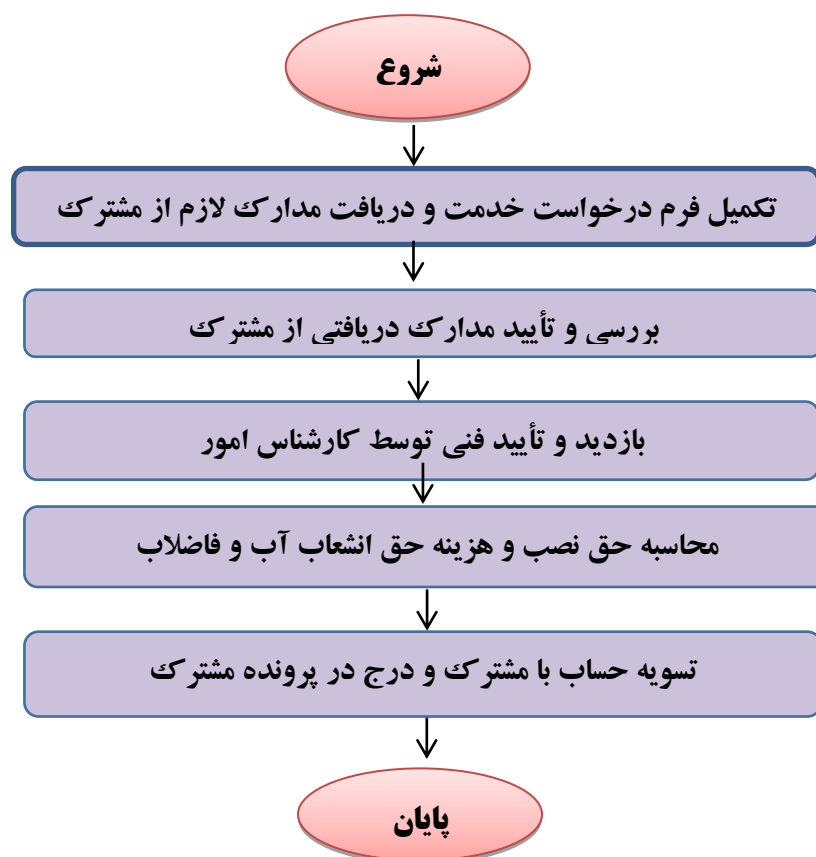 شروع
تکمیل فرم درخواست خدمت و دریافت مدارک لازم از مشترک
بررسی و تأیید مدارک دریافتی از مشترک
بازدید و تأیید فنی توسط کارشناس امور
محاسبه حق نصب و هزینه حق انشعاب آب و فاضلاب
تسویه حساب با مشترک و درج در پرونده مشترک
پایان